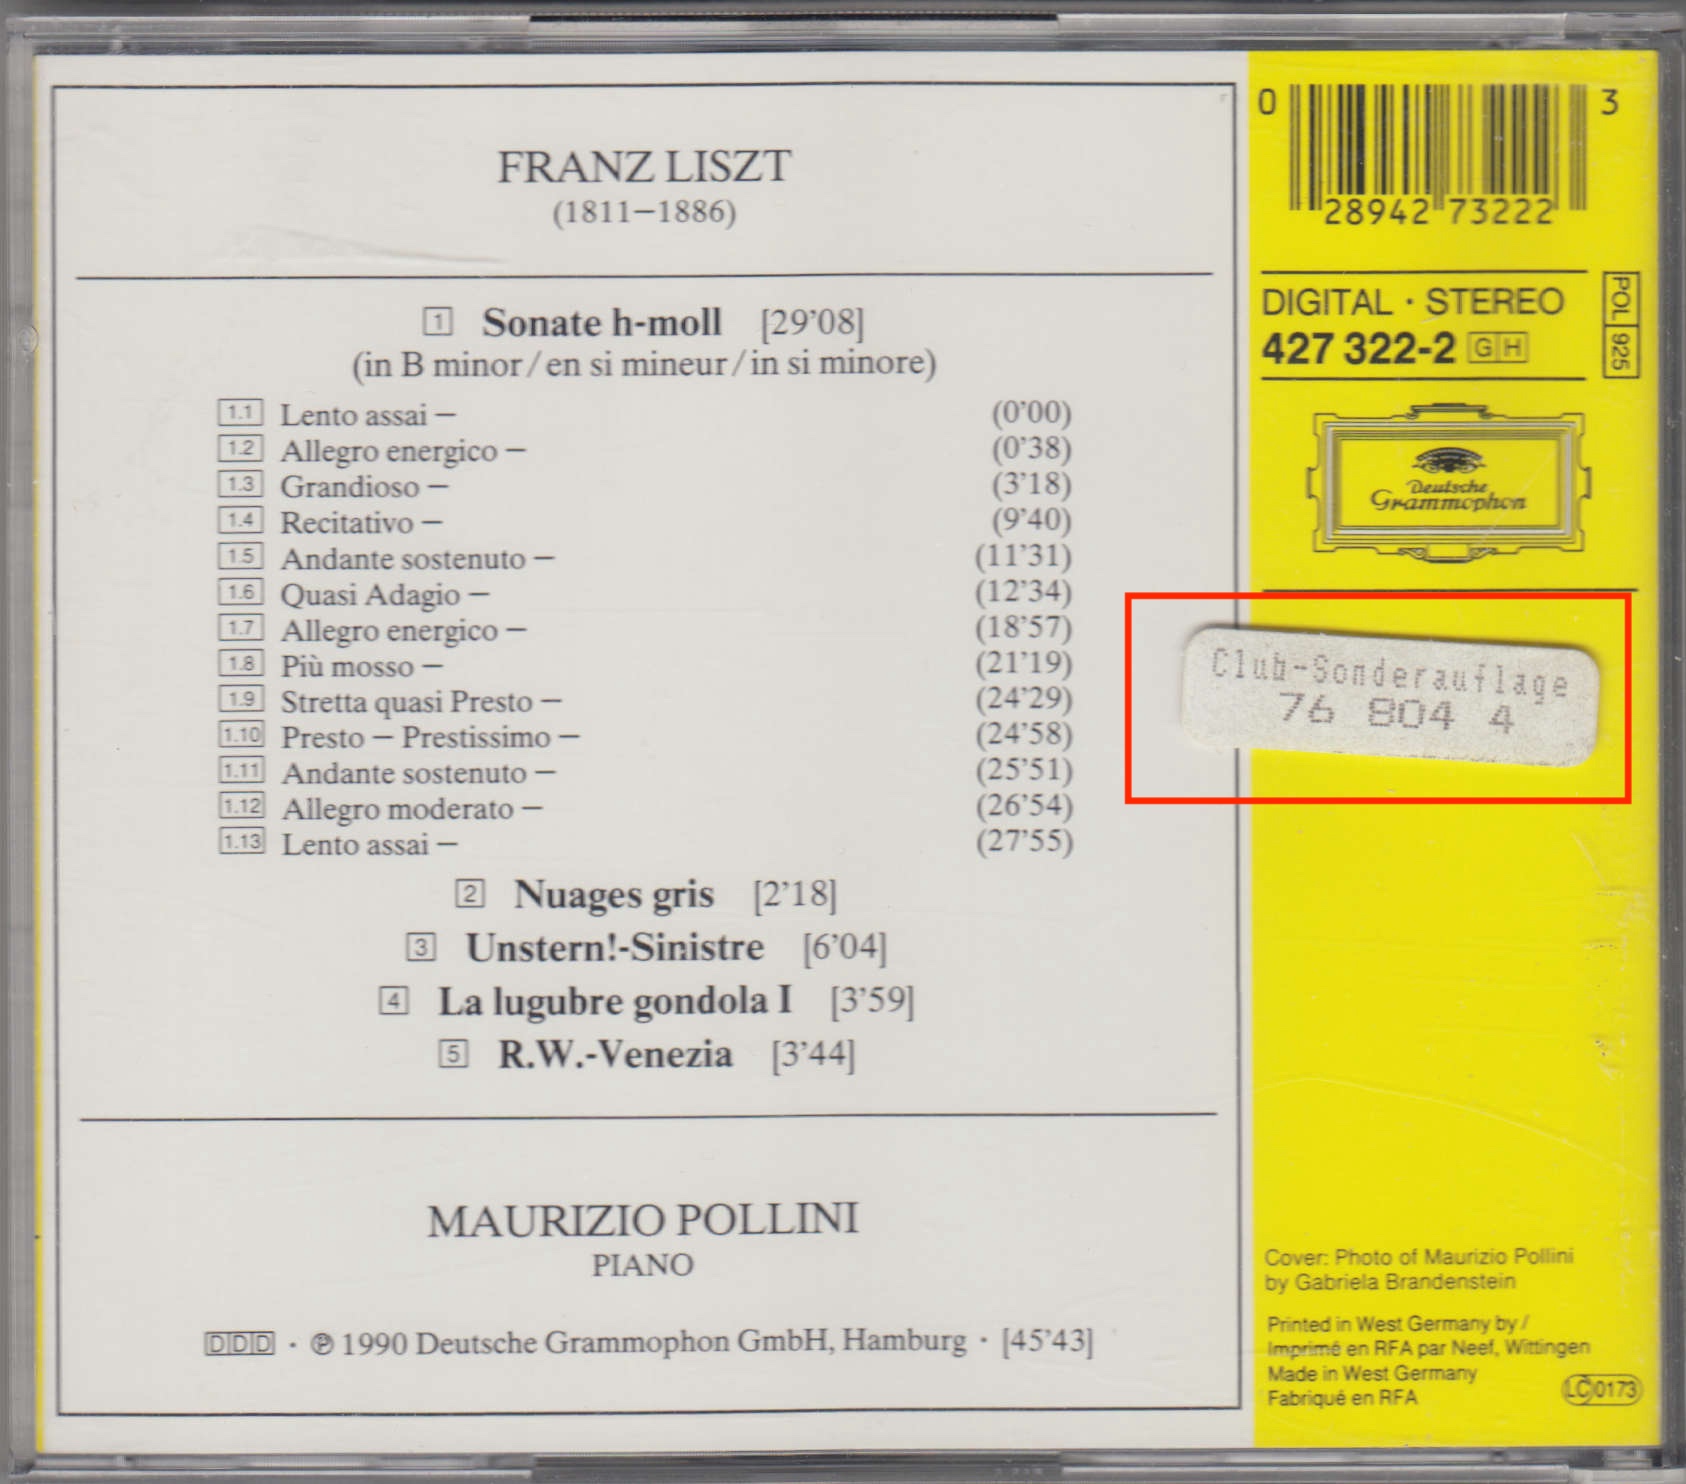 FRANZ LISZT
(1811–1886)
1 Sonate h-moll [29'08]
(in B minor/en si mineur/in si minore)
1.1 Lento assai – (0'00)
1.2 Allegro energico – (0'38)
1.3 Grandioso – (3'18)
1.4 Recitativo – (9'40)
1.5 Andante sostenuto – (11'31)
1.6 Quasi Adagio – (12'34)
1.7 Allegro energico – (18'57)
1.8 Più mosso – (21'19)
1.9 Stretta quasi Presto – (24'29)
1.10 Presto – Prestissimo – (24'58)
1.11 Andante sostenuto – (25'51)
1.12 Allegro moderato – (26'54)
1.13 Lento assai – (27'55)
2 Nuages gris [2'18]
3 Unstern!-Sinistre [6'04]
4 La lugubre gondola I [3'59]
5 R.W.-Venezia [3'44]
MAURIZIO POLLINI
PIANO
DDD · ℗ 1990 Deutsche Grammophon GmbH, Hamburg · [45'43]
0 28942 73222 3
DIGITAL · STEREO
427 322-2 GH
POL 925
Deutsche
Grammophon
Club-Sonderauflage
76 804 4
Cover: Photo of Maurizio Pollini
by Gabriela Brandenstein
Printed in West Germany by /
Imprimé en RFA par Neef, Wittingen
Made in West Germany
Fabriqué en RFA
LC 0173